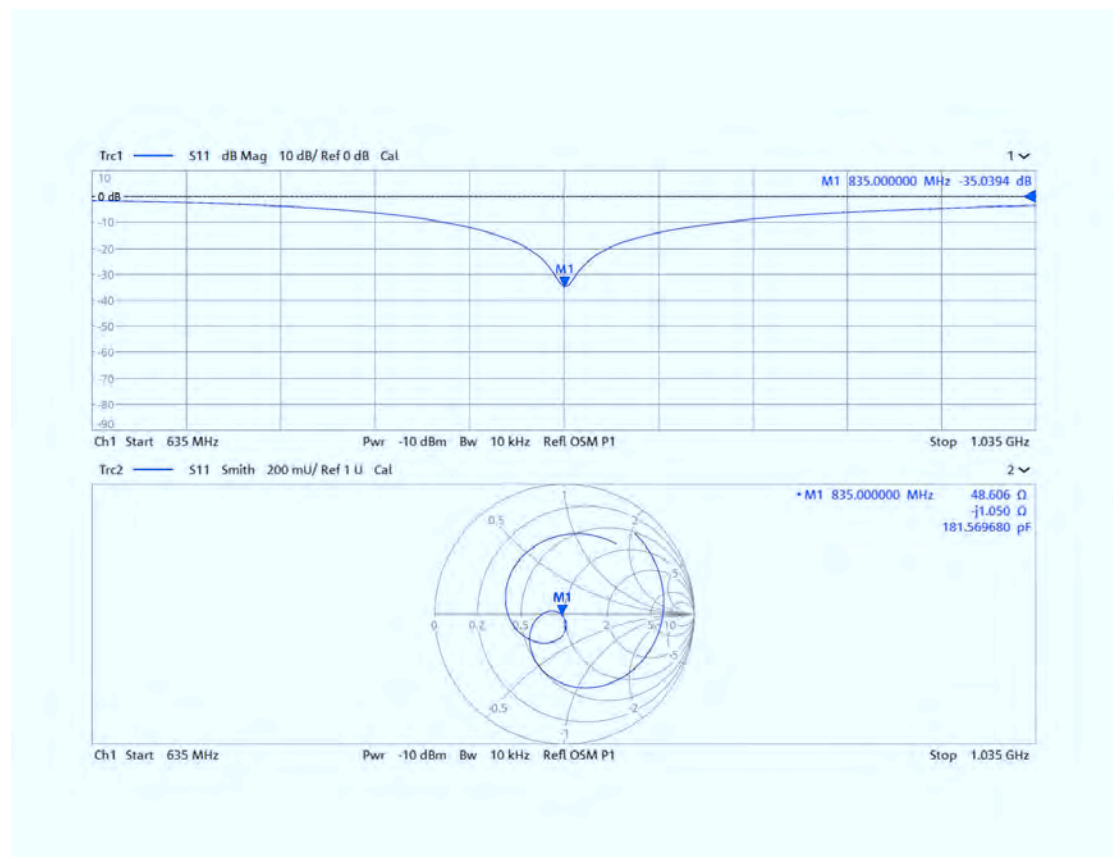 Trc1 S11 dB Mag 10 dB/ Ref 0 dB Cal 1
M1 835.000000 MHz -35.0394 dB
10
0 dB
-10
-20
-30
-40
-50
-60
-70
-80
-90
M1
Ch1 Start 635 MHz Pwr -10 dBm Bw 10 kHz Refl OSM P1 Stop 1.035 GHz
Trc2 S11 Smith 200 mU/ Ref 1 U Cal 2
• M1 835.000000 MHz 48.606 Ω
-j1.050 Ω
181.569680 pF
1
0.5 2
5
M1
0 0.2 0.5 1 2 5 10
-5
-0.5 -2
-1
Ch1 Start 635 MHz Pwr -10 dBm Bw 10 kHz Refl OSM P1 Stop 1.035 GHz